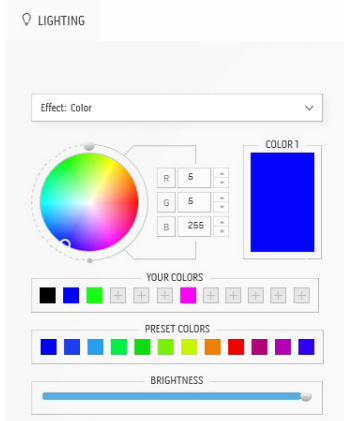 LIGHTING
Effect: Color
COLOR 1
R 5
G 5
B 255
YOUR COLORS
PRESET COLORS
BRIGHTNESS